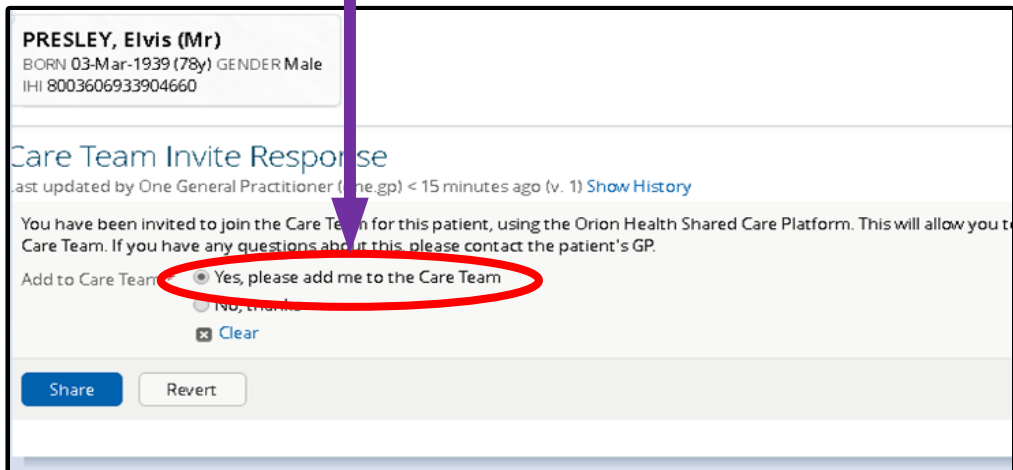 PRESLEY, Elvis (Mr)
BORN 03-Mar-1939 (78y) GENDER Male
IHI 8003606933904660
Care Team Invite Response
ast updated by One General Practitioner ( ne.gp) < 15 minutes ago (v. 1) Show History
You have been invited to join the Care Team for this patient, using the Orion Health Shared Care Platform. This will allow you t
Care Team. If you have any questions about this, please contact the patient's GP.
Add to Care Team Yes, please add me to the Care Team
No, thanks
Clear
Share Revert